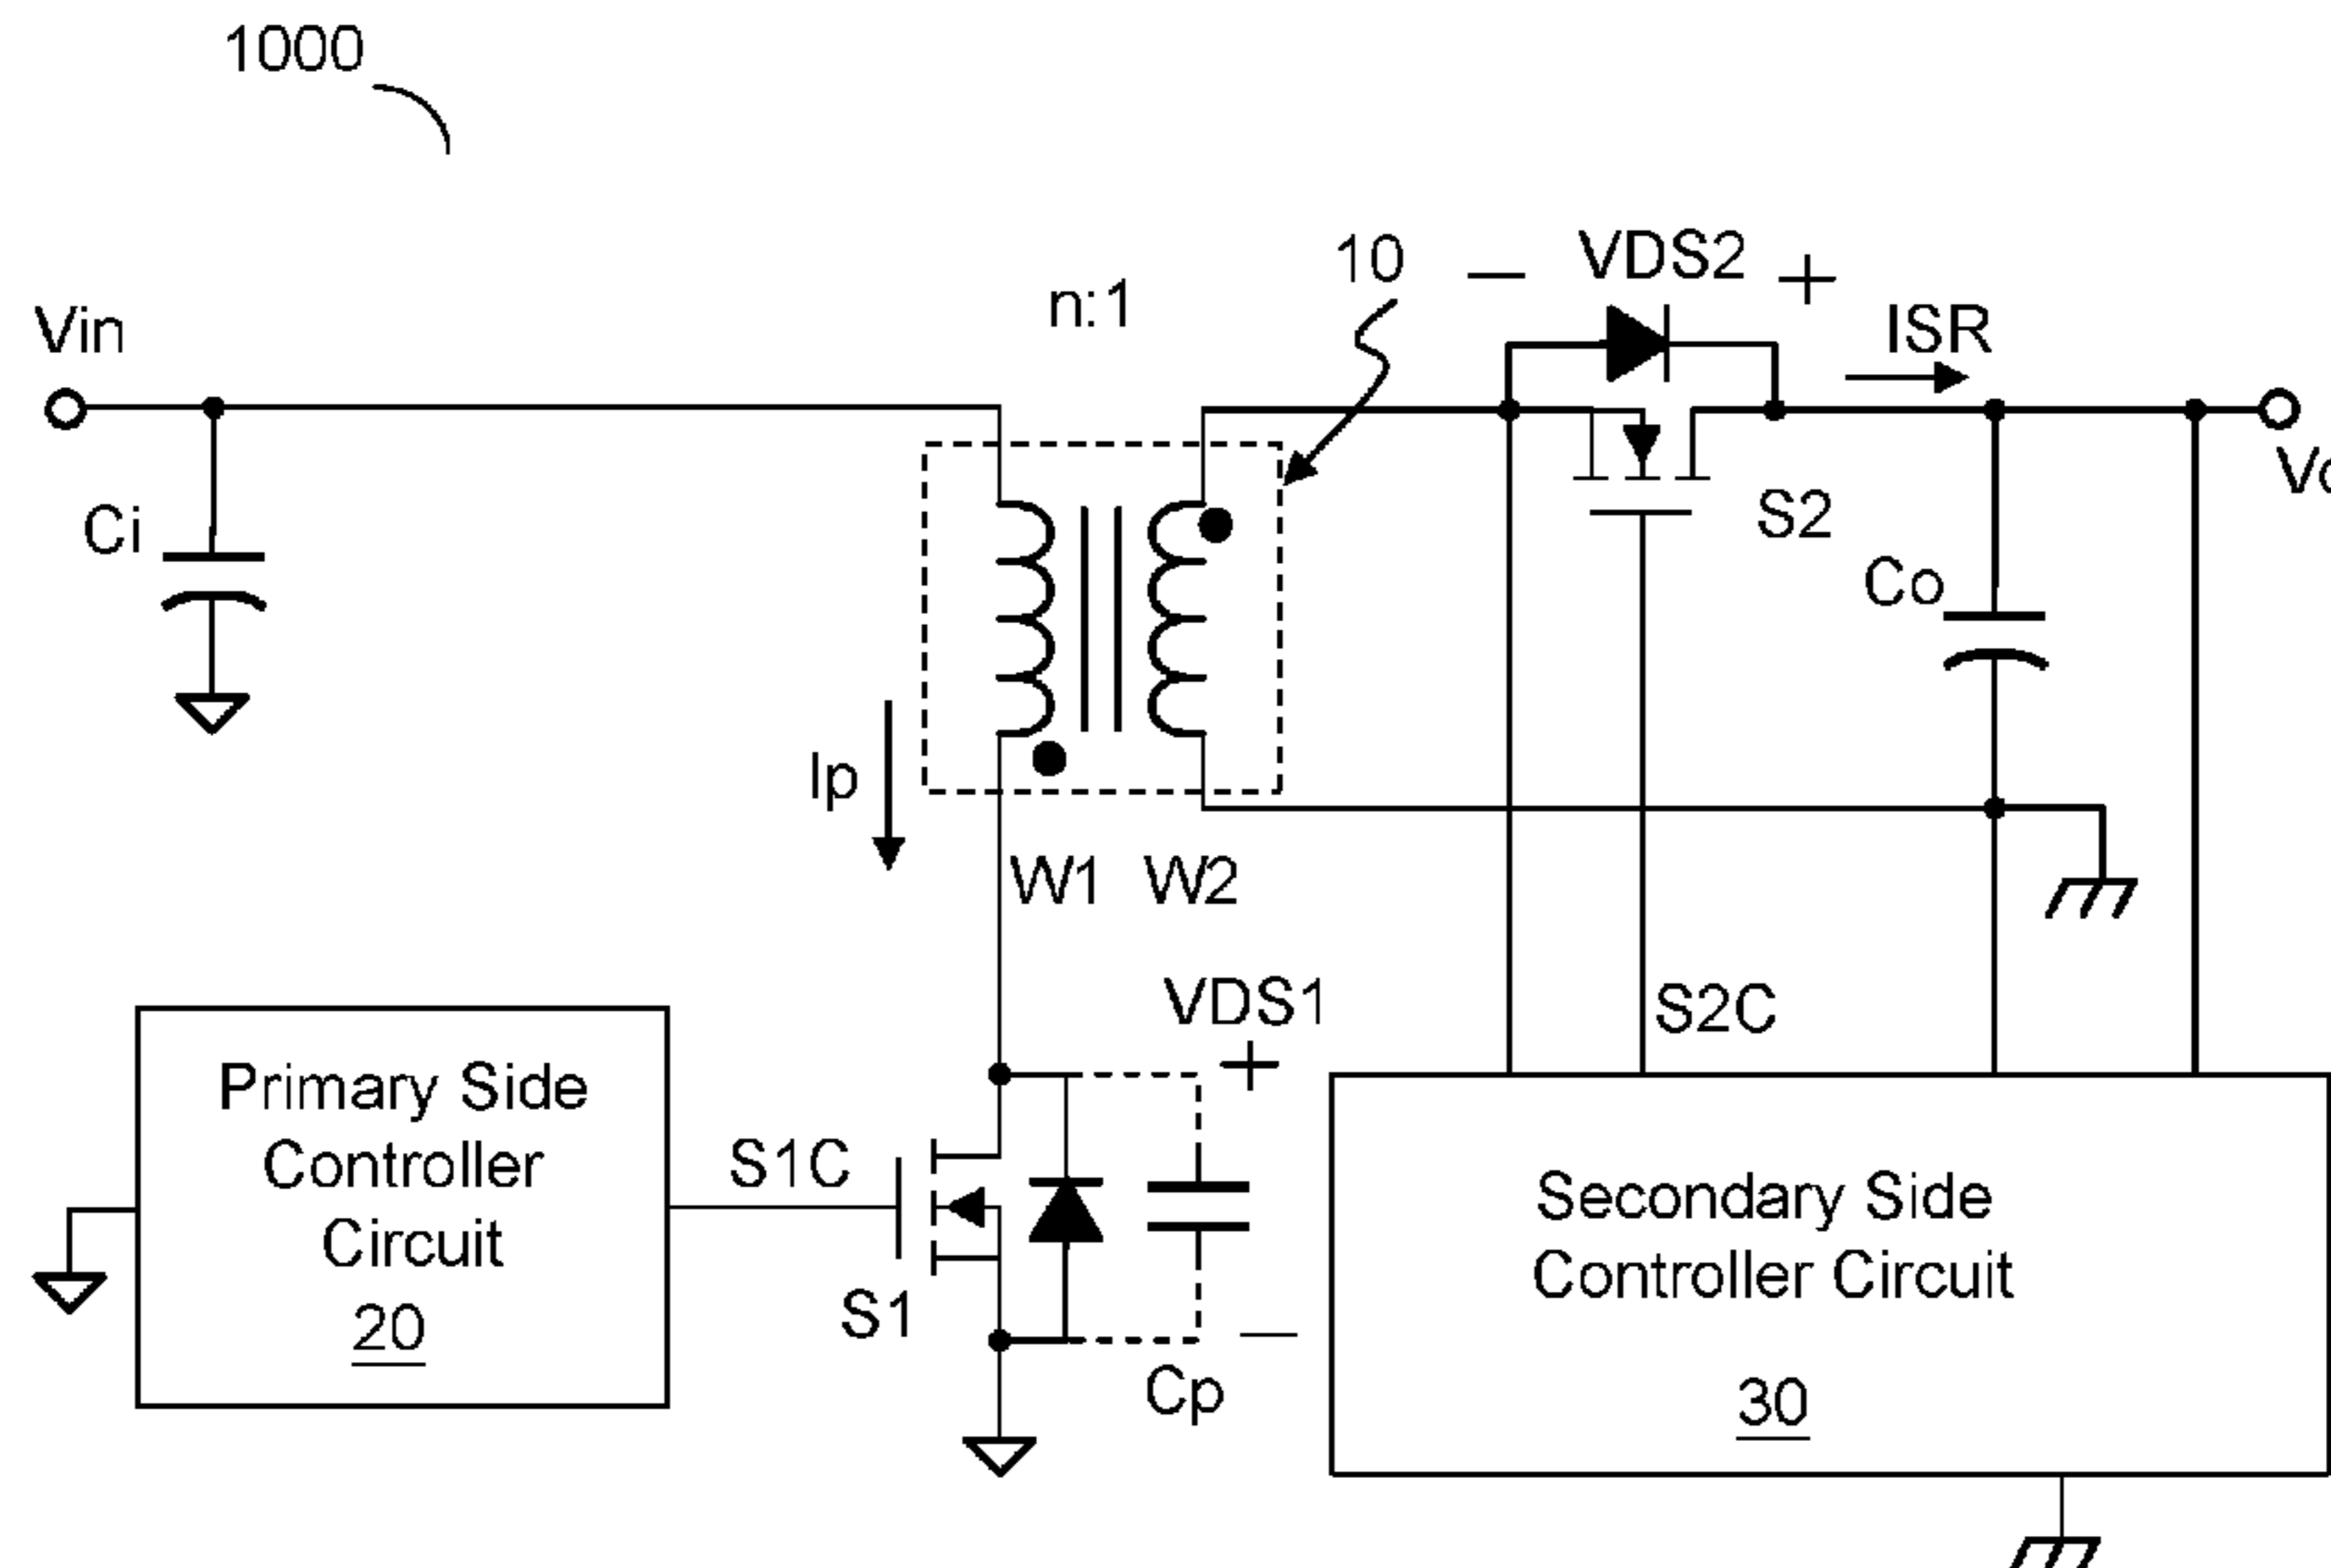 1000
10
VDS2
n:1
Vin
ISR
Ci
S2
Co
Ip
W1 W2
VDS1
S2C
Primary Side
Controller
Circuit
20
S1C
S1
Cp
Secondary Side
Controller Circuit
30